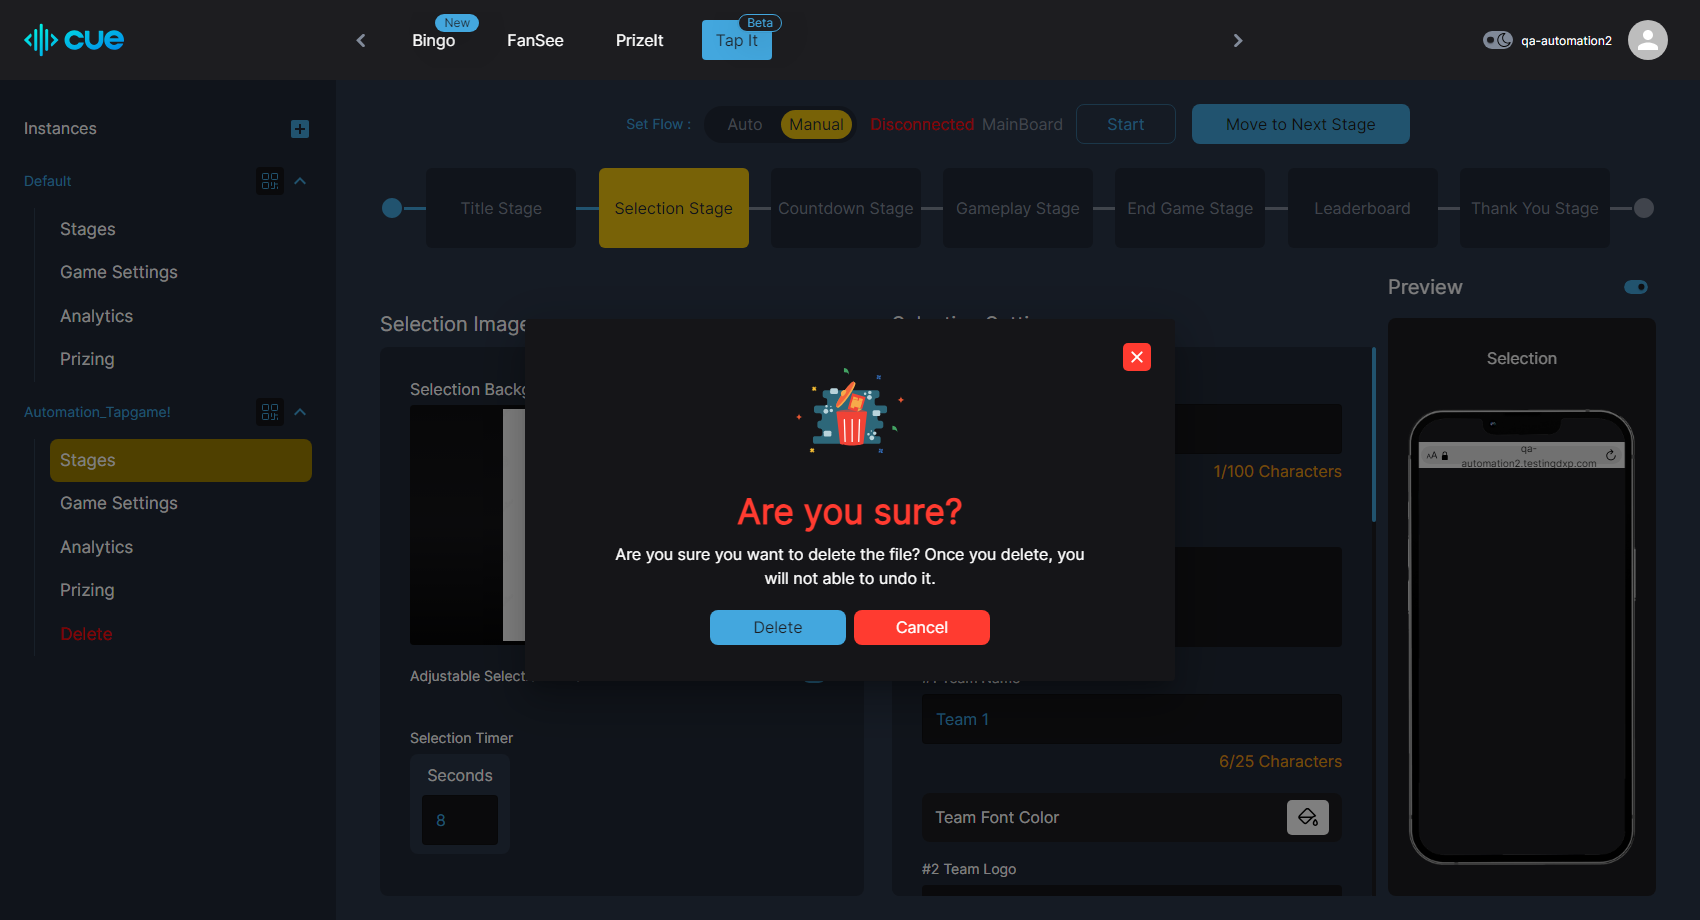 cue
New
Bingo
FanSee
PrizeIt
Beta
Tap It
qa-automation2
Instances
Default
Stages
Game Settings
Analytics
Prizing
Automation_Tapgame!
Stages
Game Settings
Analytics
Prizing
Delete
Set Flow :
Auto
Manual
Disconnected
MainBoard
Start
Move to Next Stage
Title Stage
Selection Stage
Countdown Stage
Gameplay Stage
End Game Stage
Leaderboard
Thank You Stage
Selection Image
Selection Backg
Adjustable Select
Selection Timer
Seconds
8
Are you sure?
Are you sure you want to delete the file? Once you delete, you
will not able to undo it.
Delete
Cancel
1/100 Characters
#1 Team Name
Team 1
6/25 Characters
Team Font Color
#2 Team Logo
Preview
Selection
AA
qa-
automation2.testingdxp.com